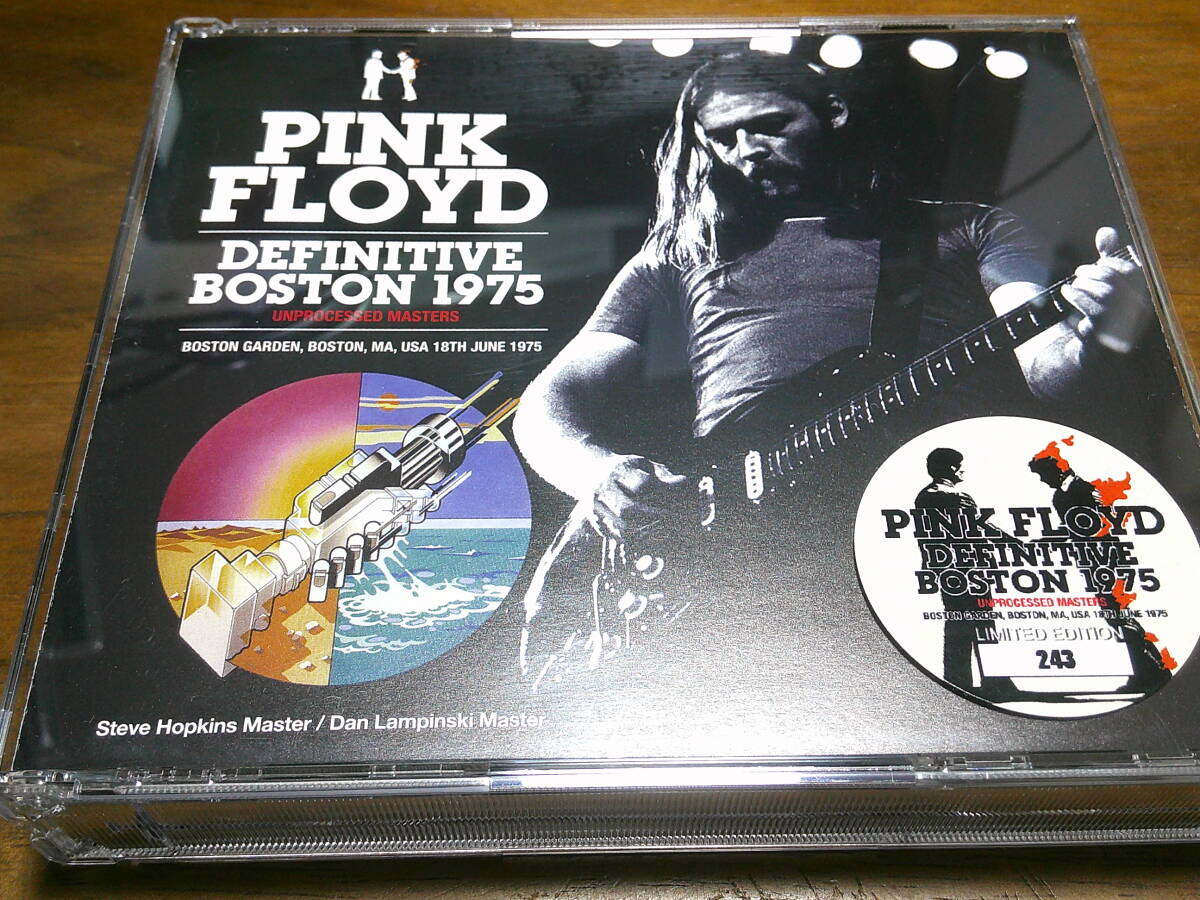 PINK
FLOYD
DEFINITIVE
BOSTON 1975
UNPROCESSED MASTERS
BOSTON GARDEN, BOSTON, MA, USA 18TH JUNE 1975
Steve Hopkins Master / Dan Lampinski Master
PINK FLOYD
DEFINITIVE
BOSTON 1975
UNPROCESSED MASTERS
BOSTON GARDEN, BOSTON, MA, USA 18TH JUNE 1975
LIMITED EDITION
243